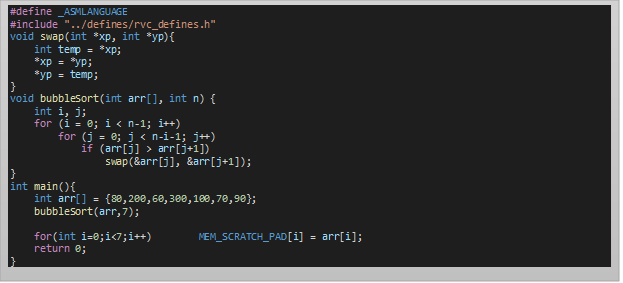 #define _ASMLANGUAGE
#include "../defines/rvc_defines.h"
void swap(int *xp, int *yp){
    int temp = *xp;
    *xp = *yp;
    *yp = temp;
}
void bubbleSort(int arr[], int n) {
    int i, j;
    for (i = 0; i < n-1; i++)
        for (j = 0; j < n-i-1; j++)
            if (arr[j] > arr[j+1])
                swap(&arr[j], &arr[j+1]);
}
int main(){
    int arr[] = {80,200,60,300,100,70,90};
    bubbleSort(arr,7);

    for(int i=0;i<7;i++)        MEM_SCRATCH_PAD[i] = arr[i];
    return 0;
}